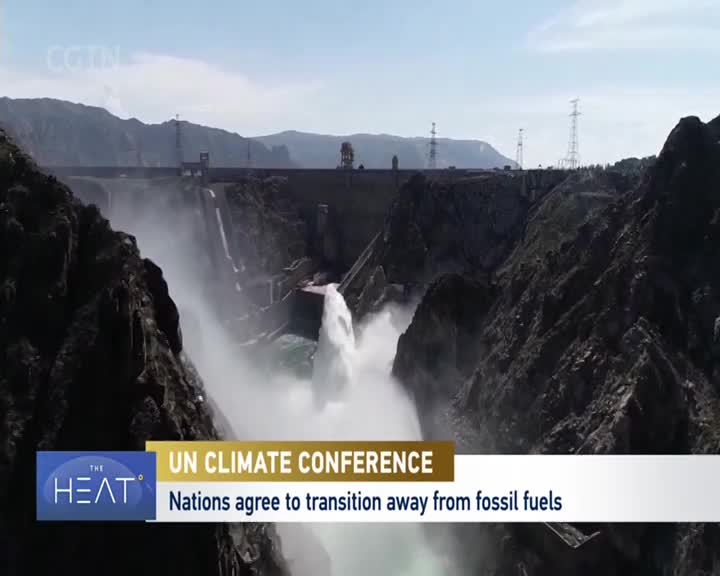 CGTN
THE
HEAT
UN CLIMATE CONFERENCE
Nations agree to transition away from fossil fuels